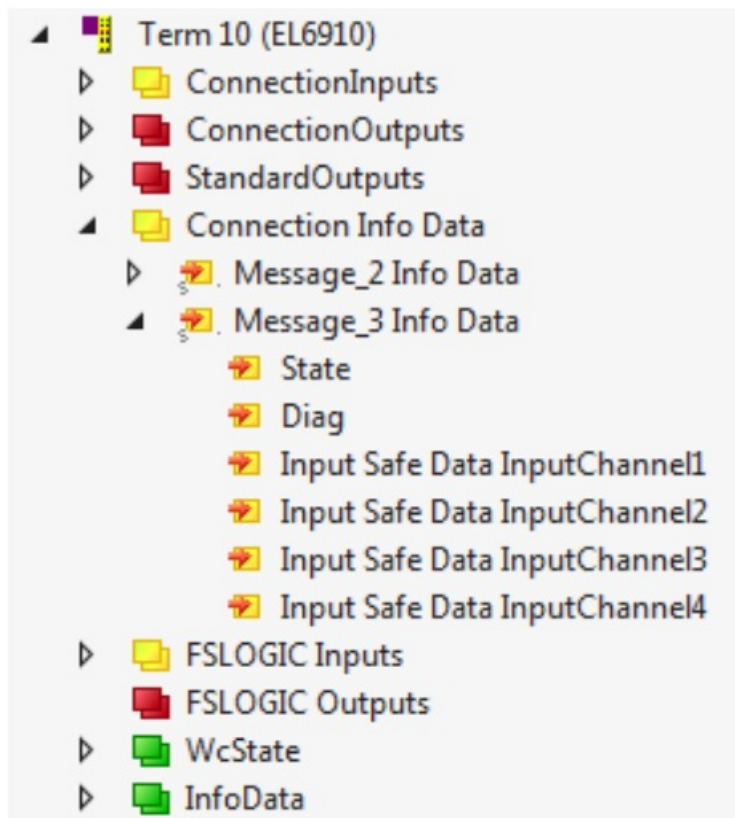 Term 10 (EL6910)
ConnectionInputs
ConnectionOutputs
StandardOutputs
Connection Info Data
Message_2 Info Data
Message_3 Info Data
State
Diag
Input Safe Data InputChannel1
Input Safe Data InputChannel2
Input Safe Data InputChannel3
Input Safe Data InputChannel4
FSLOGIC Inputs
FSLOGIC Outputs
WcState
InfoData